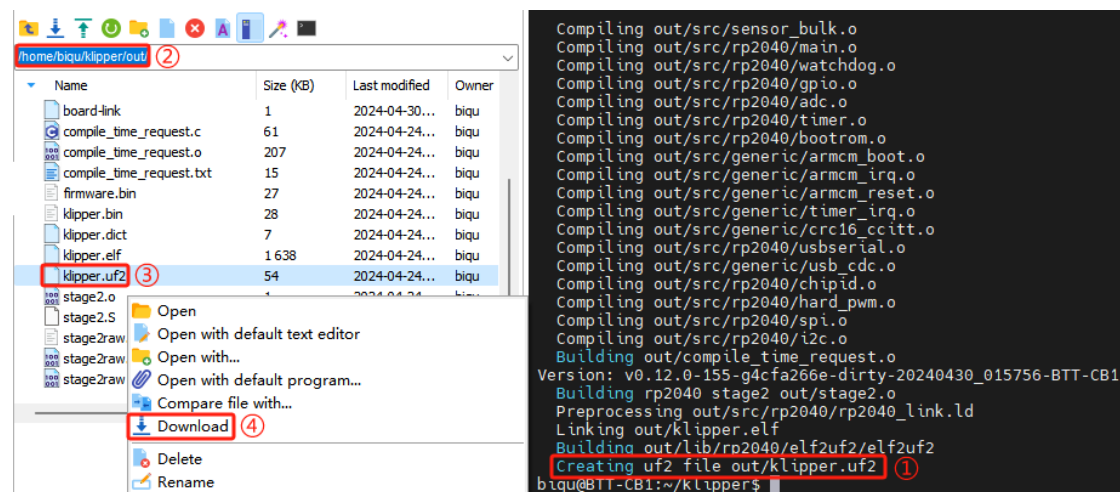 /home/biqu/klipper/out/ ②
Name Size (KB) Last modified Owner
board-link 1 2024-04-30... biqu
compile_time_request.c 61 2024-04-24... biqu
compile_time_request.o 207 2024-04-24... biqu
compile_time_request.txt 15 2024-04-24... biqu
firmware.bin 27 2024-04-24... biqu
klipper.bin 28 2024-04-24... biqu
klipper.dict 7 2024-04-24... biqu
klipper.elf 1 638 2024-04-24... biqu
klipper.uf2 ③ 54 2024-04-24... biqu
stage2.o 1 2024-04-24 biqu
stage2.S
stage2raw
stage2raw
stage2raw
Open
Open with default text editor
Open with...
Open with default program...
Compare file with...
Download ④
Delete
Rename
Compiling out/src/sensor_bulk.o
Compiling out/src/rp2040/main.o
Compiling out/src/rp2040/watchdog.o
Compiling out/src/rp2040/gpio.o
Compiling out/src/rp2040/adc.o
Compiling out/src/rp2040/timer.o
Compiling out/src/rp2040/bootrom.o
Compiling out/src/generic/armcm_boot.o
Compiling out/src/generic/armcm_irq.o
Compiling out/src/generic/armcm_reset.o
Compiling out/src/generic/timer_irq.o
Compiling out/src/generic/crc16_ccitt.o
Compiling out/src/rp2040/usbserial.o
Compiling out/src/generic/usb_cdc.o
Compiling out/src/rp2040/chipid.o
Compiling out/src/rp2040/hard_pwm.o
Compiling out/src/rp2040/spi.o
Compiling out/src/rp2040/i2c.o
Building out/compile_time_request.o
Version: v0.12.0-155-g4cfa266e-dirty-20240430_015756-BTT-CB1
Building rp2040 stage2 out/stage2.o
Preprocessing out/src/rp2040/rp2040_link.ld
Linking out/klipper.elf
Building out/lib/rp2040/elf2uf2/elf2uf2
Creating uf2 file out/klipper.uf2 ①
biqu@BTT-CB1:~/klipper$